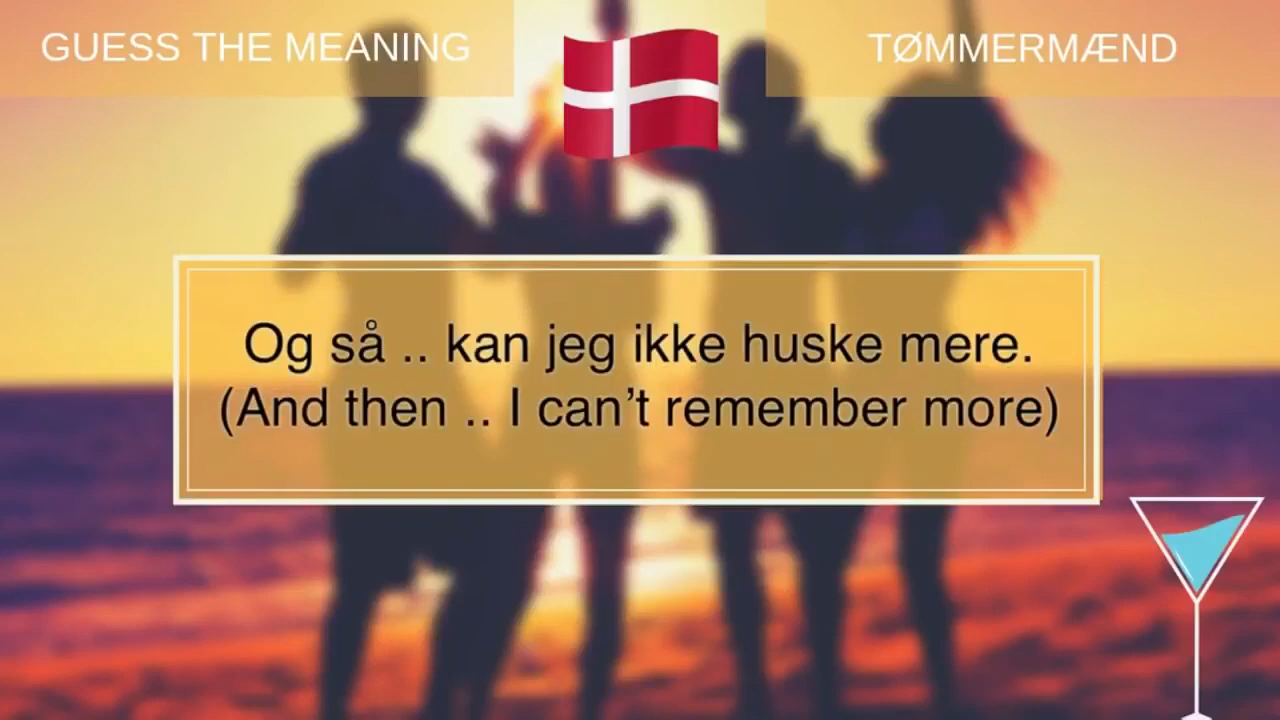 GUESS THE MEANING
TØMMERMÆND
Og så .. kan jeg ikke huske mere.
(And then .. I can’t remember more)